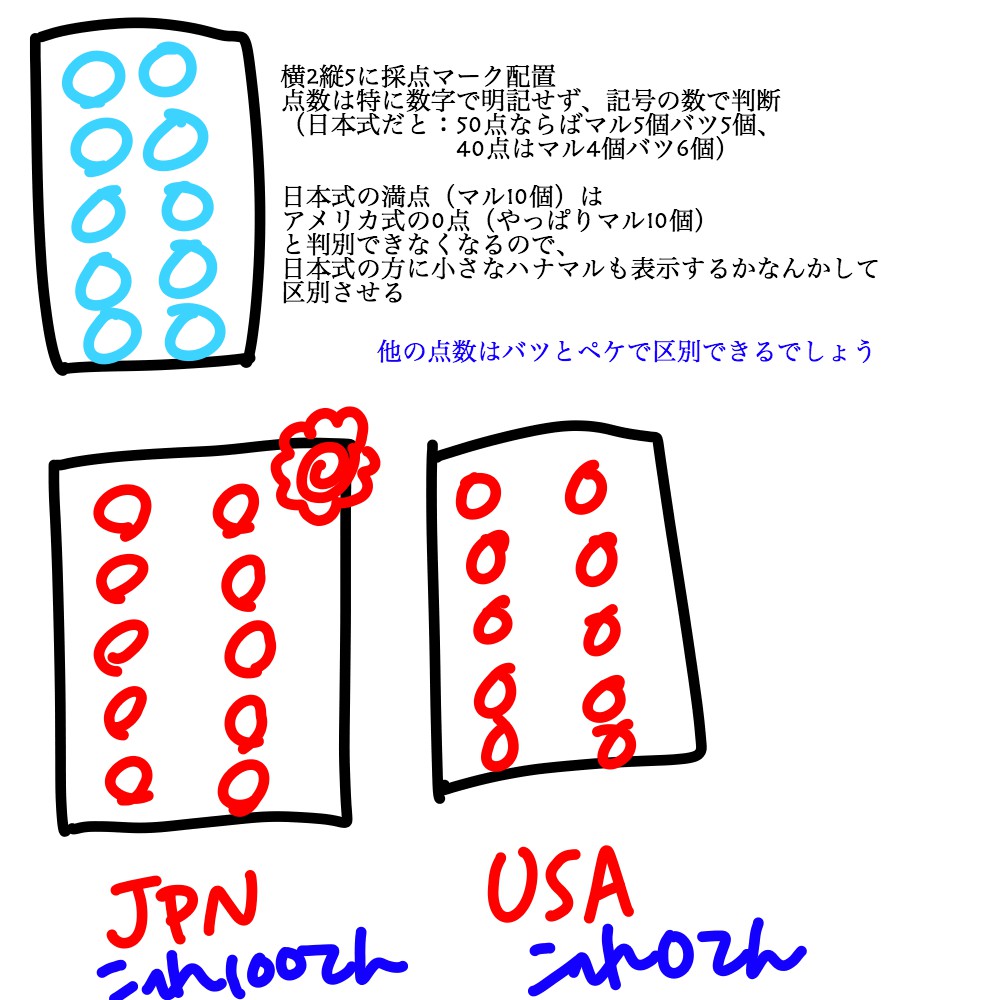 横2縦5に採点マーク配置
点数は特に数字で明記せず、記号の数で判断
（日本式だと：50点ならばマル5個バツ5個、
40点はマル4個バツ6個）
日本式の満点（マル10個）は
アメリカ式の0点（やっぱりマル10個）
と判別できなくなるので、
日本式の方に小さなハナマルも表示するかなんかして
区別させる
他の点数はバツとペケで区別できるでしょう
JPN
これ100てん
USA
これ0てん